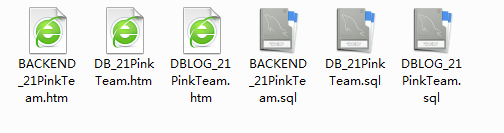 BACKEND
_21PinkTe
am.htm
DB_21Pink
Team.htm
DBLOG_21
PinkTeam.
htm
BACKEND
_21PinkTe
am.sql
DB_21Pink
Team.sql
DBLOG_21
PinkTeam.
sql